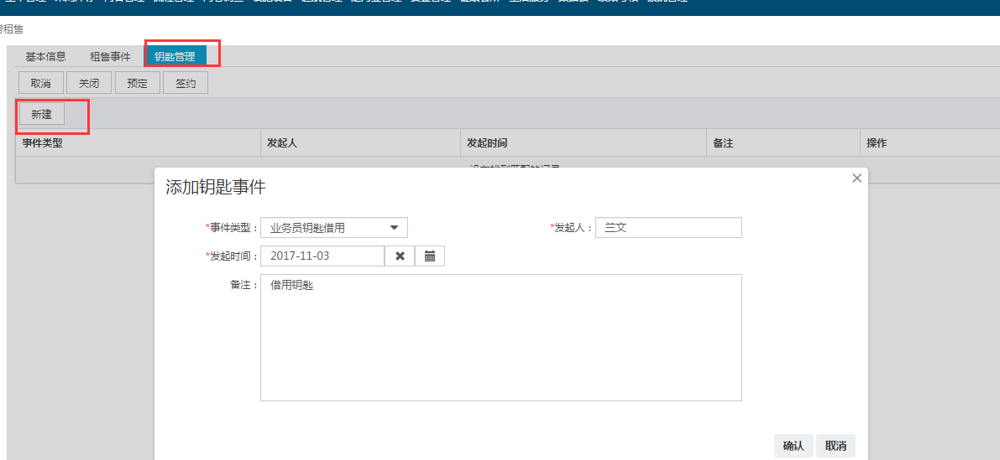 租售
基本信息 租售事件 钥匙管理
取消 关闭 预定 签约
新建
事件类型 发起人 发起时间 备注 操作
添加钥匙事件
*事件类型： 业务员钥匙借用 *发起人： 兰文
*发起时间： 2017-11-03
备注： 借用钥匙
确认 取消